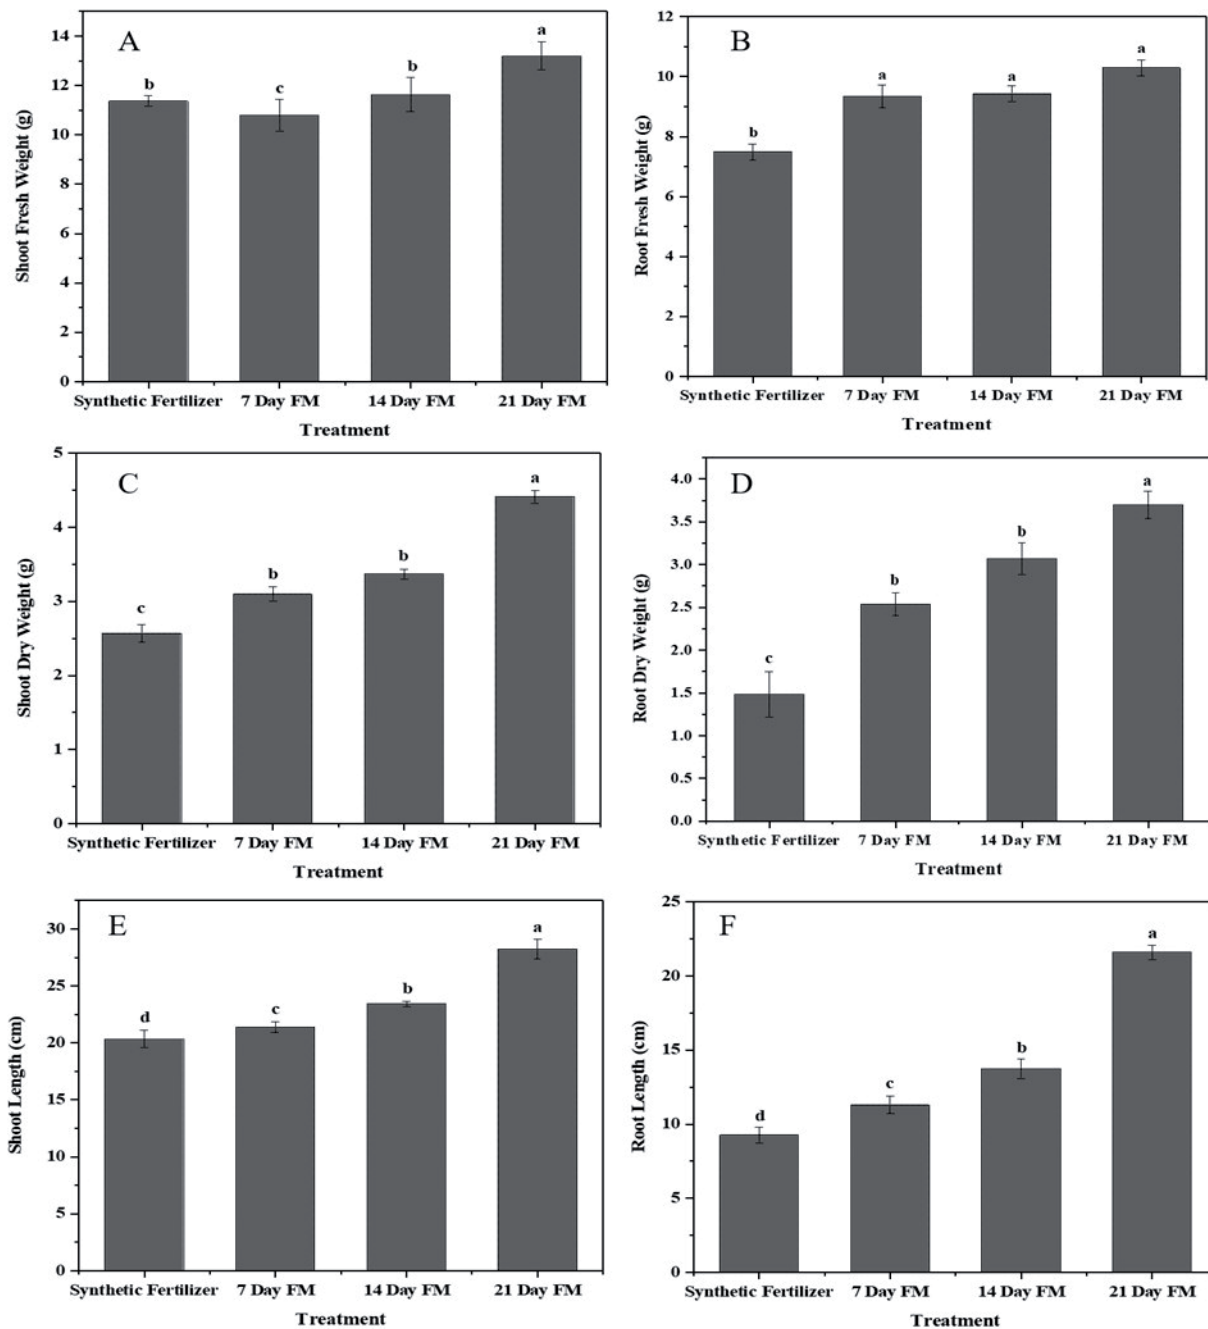 A
Shoot Fresh Weight (g)
14
12
10
8
6
4
2
0
b
c
b
a
Synthetic Fertilizer 7 Day FM 14 Day FM 21 Day FM
Treatment
B
Root Fresh Weight (g)
12
10
8
6
4
2
0
b
a
a
a
Synthetic Fertilizer 7 Day FM 14 Day FM 21 Day FM
Treatment
C
Shoot Dry Weight (g)
5
4
3
2
1
0
c
b
b
a
Synthetic Fertilizer 7 Day FM 14 Day FM 21 Day FM
Treatment
D
Root Dry Weight (g)
4.0
3.5
3.0
2.5
2.0
1.5
1.0
0.5
0.0
c
b
b
a
Synthetic Fertilizer 7 Day FM 14 Day FM 21 Day FM
Treatment
E
Shoot Length (cm)
30
25
20
15
10
5
0
d
c
b
a
Synthetic Fertilizer 7 Day FM 14 Day FM 21 Day FM
Treatment
F
Root Length (cm)
25
20
15
10
5
0
d
c
b
a
Synthetic Fertilizer 7 Day FM 14 Day FM 21 Day FM
Treatment